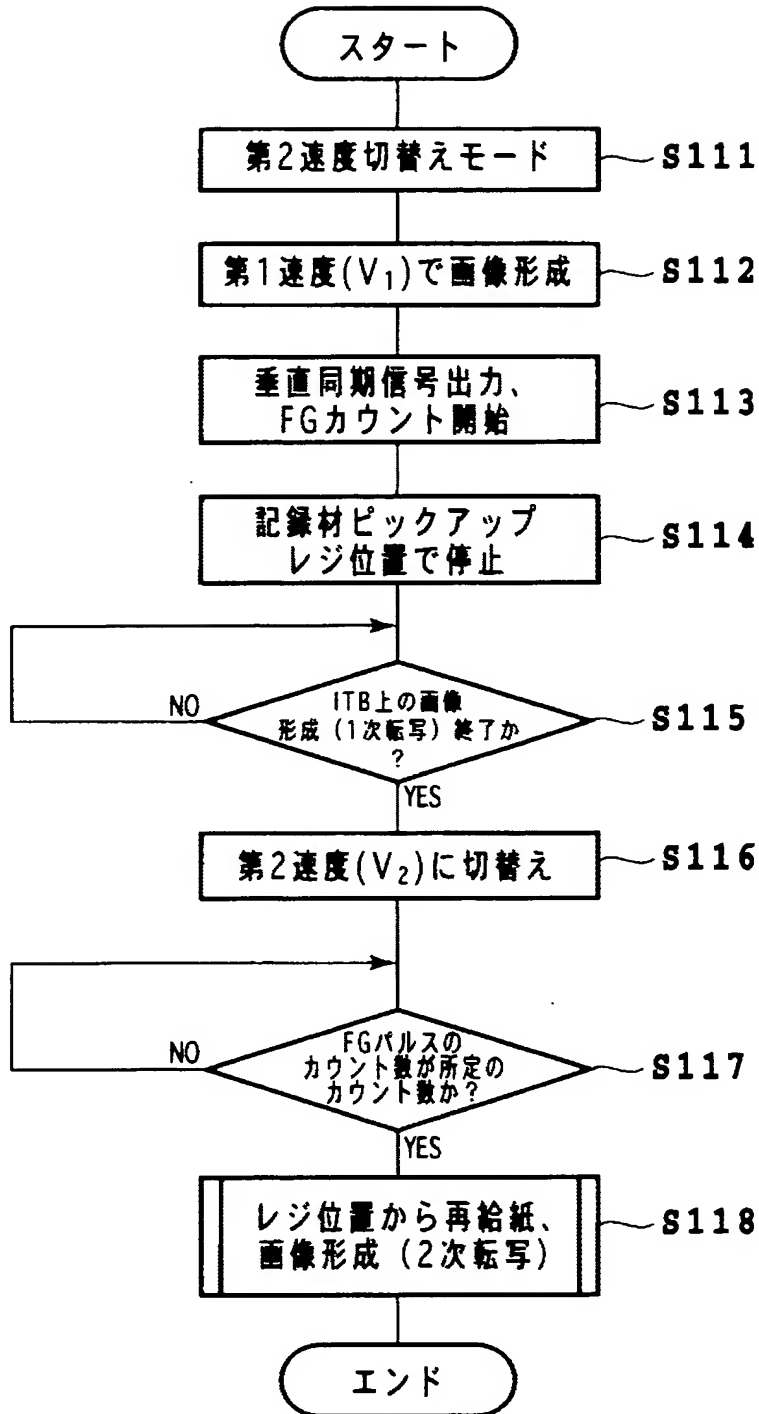 スタート
第2速度切替えモード
S111
第1速度(V1)で画像形成
S112
垂直同期信号出力、
FGカウント開始
S113
記録材ピックアップ
レジ位置で停止
S114
ITB上の画像
形成(1次転写)終了か
?
NO
S115
YES
第2速度(V2)に切替え
S116
FGパルスの
カウント数が所定の
カウント数か?
NO
S117
YES
レジ位置から再給紙、
画像形成(2次転写)
S118
エンド